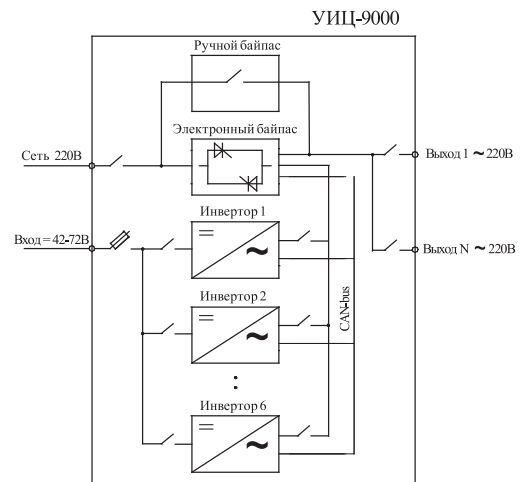 УИЦ-9000
Ручной байпас
Электронный байпас
Сеть 220В
Выход 1 ~ 220В
Инвертор 1
Вход = 42-72В
Выход N ~ 220В
~
Инвертор 2
CAN-bus
~
Инвертор 6
~